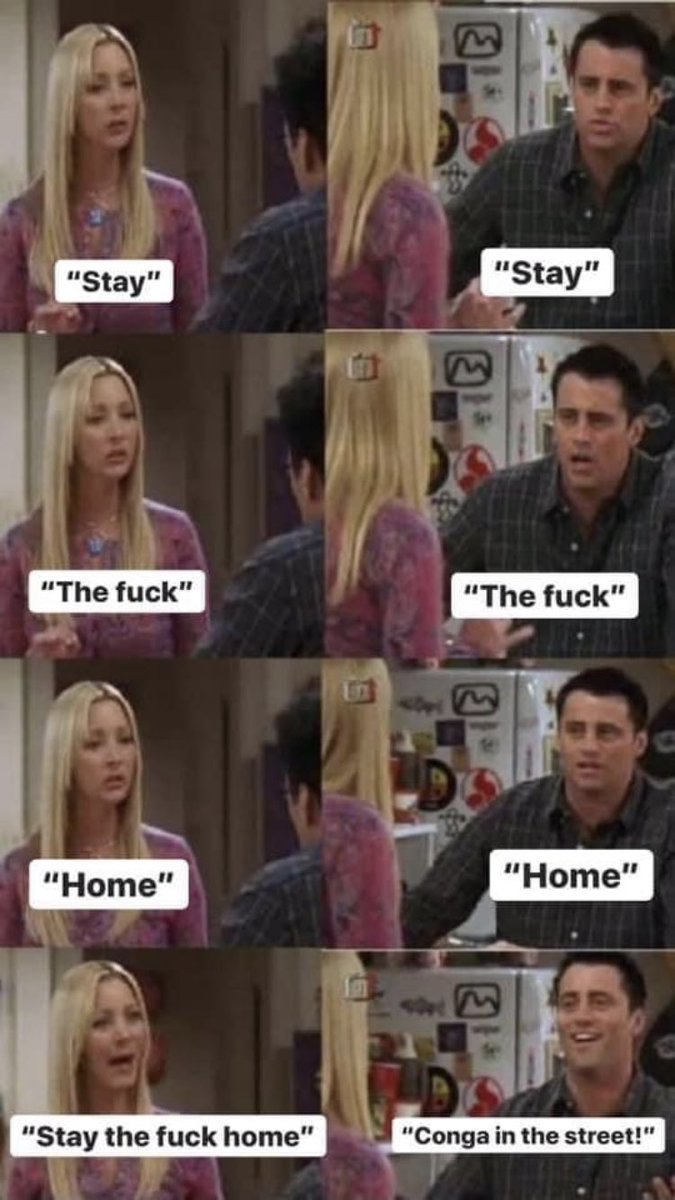 "Stay"
"Stay"
"The fuck"
"The fuck"
"Home"
"Home"
"Stay the fuck home"
"Conga in the street!"